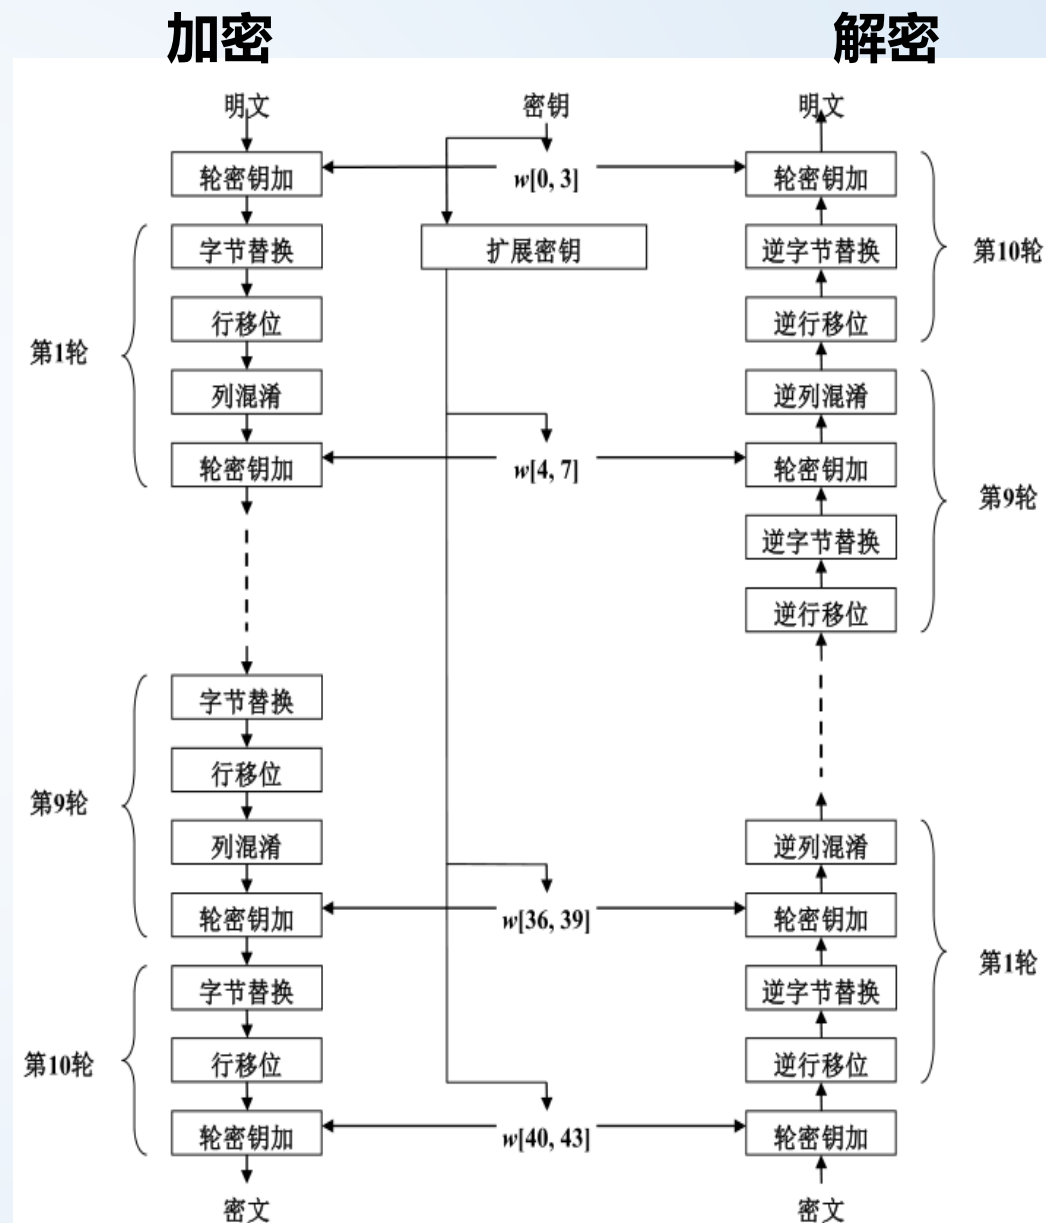 加密
解密
明文
密钥
明文
轮密钥加
w[0, 3]
轮密钥加
字节替换
扩展密钥
逆字节替换
第10轮
行移位
逆行移位
第1轮
列混淆
逆列混淆
轮密钥加
w[4, 7]
轮密钥加
第9轮
逆字节替换
逆行移位
字节替换
行移位
第9轮
列混淆
逆列混淆
轮密钥加
w[36, 39]
轮密钥加
第1轮
字节替换
逆字节替换
第10轮
行移位
逆行移位
轮密钥加
w[40, 43]
轮密钥加
密文
密文